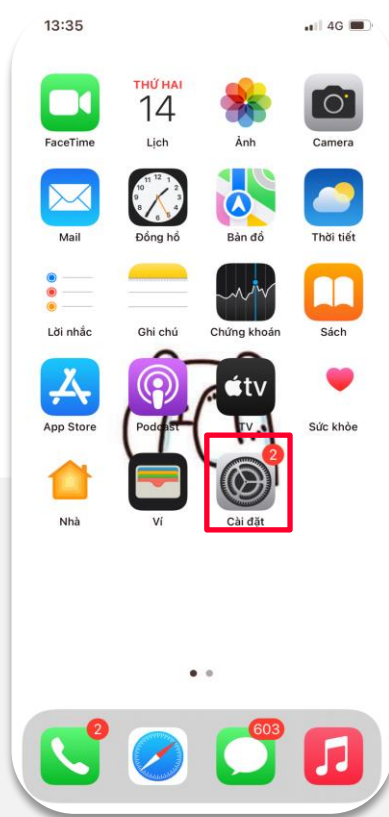 13:35 4G
THỨ HAI
14
FaceTime Lịch Ảnh Camera
12
Mail Đồng hồ Bản đồ Thời tiết
Lời nhắc Ghi chú Chứng khoán Sách
tv
App Store Podcast TV Sức khỏe
2
Nhà Ví Cài đặt
2 603